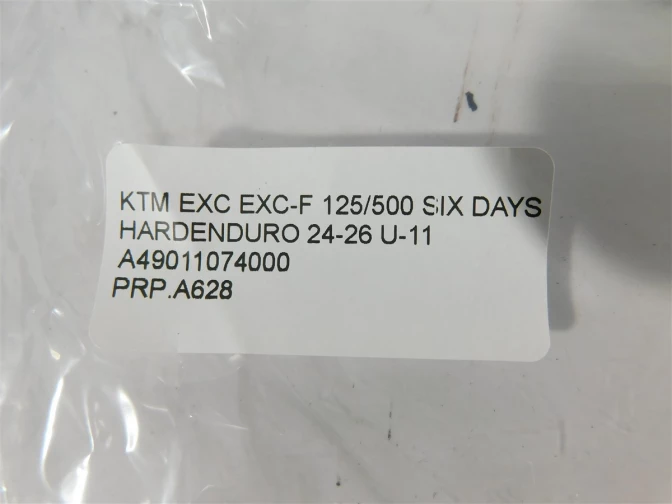 KTM EXC EXC-F 125/500 SIX DAYS
HARDENDURO 24-26 U-11
A49011074000
PRP.A628